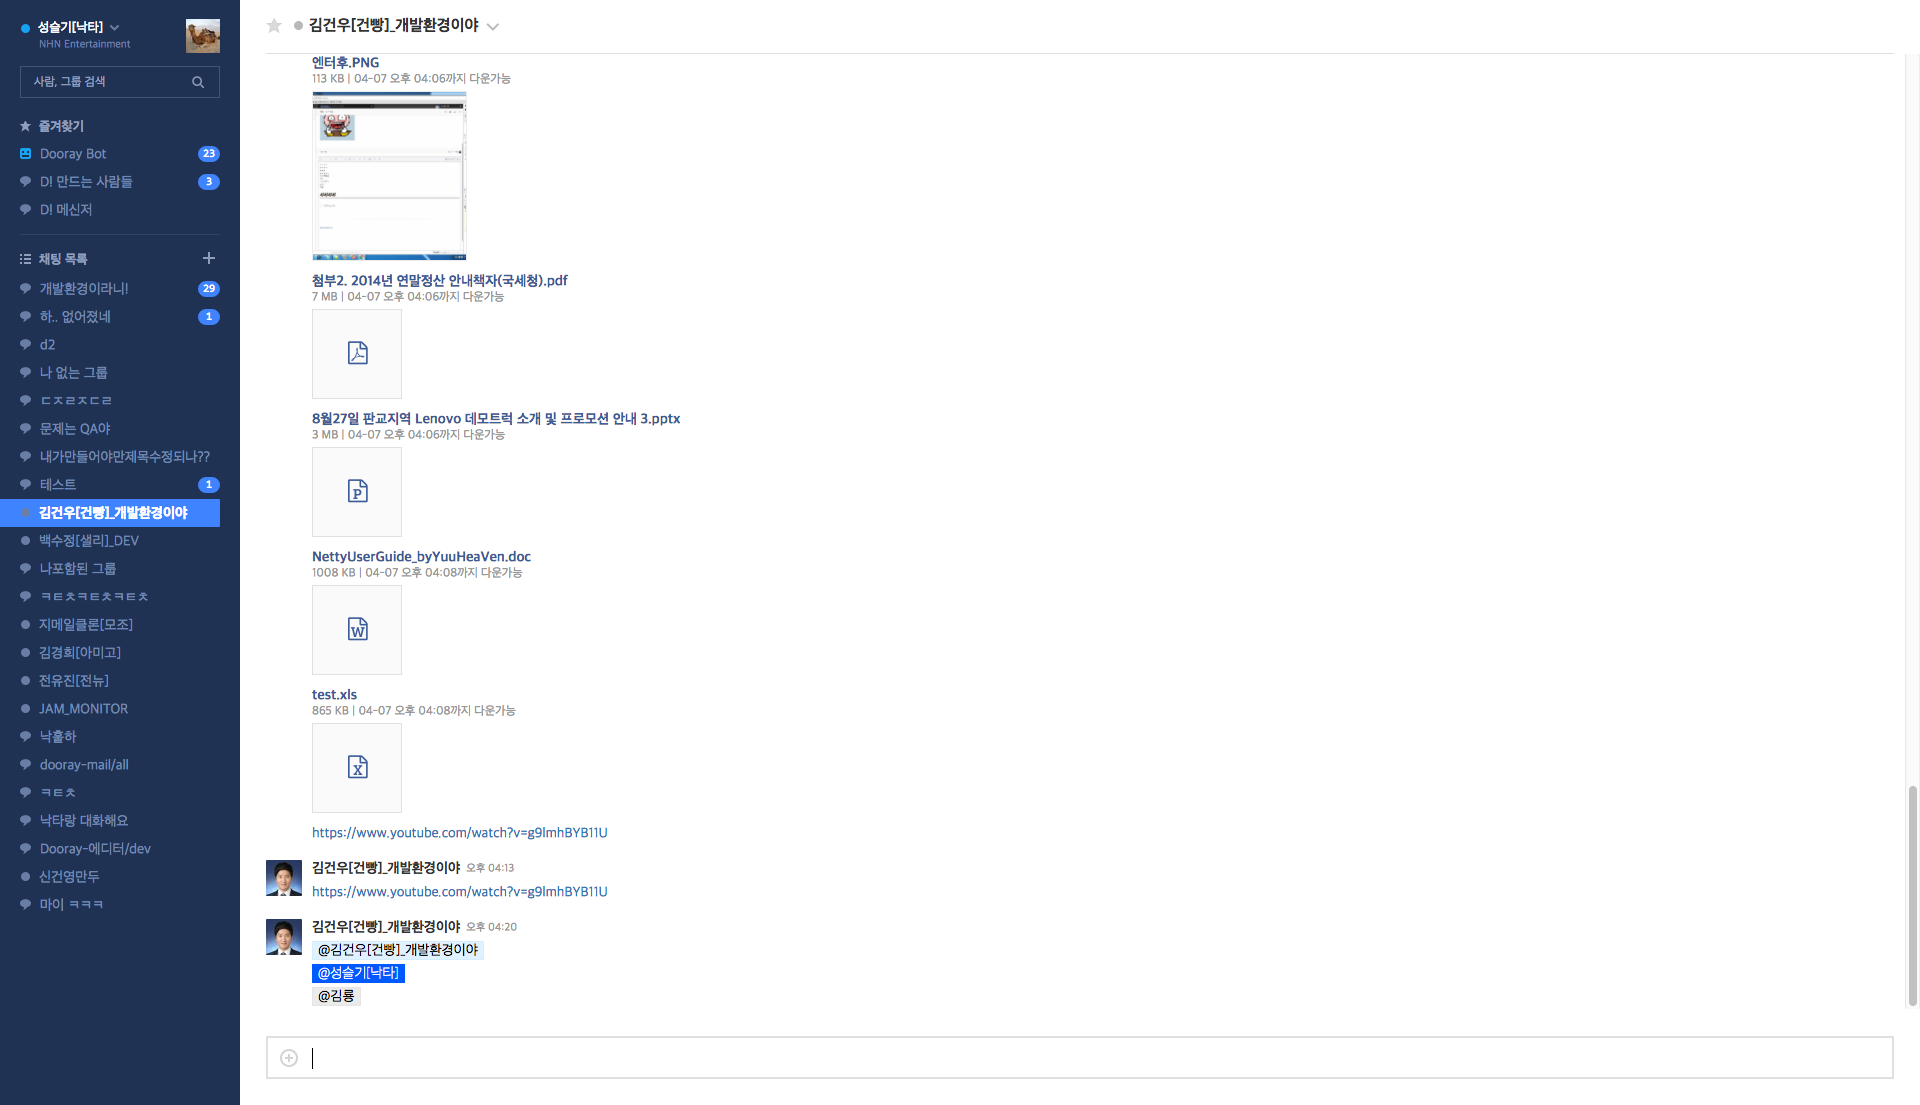 성슬기[낙타]
NHN Entertainment
사람, 그룹 검색
즐겨찾기
Dooray Bot 23
D! 만드는 사람들 3
D! 메신저
채팅 목록
개발환경이라니! 29
하.. 없어졌네 1
d2
나 없는 그룹
ㄷㅈㄹㅈㄷㄹ
문제는 QA야
내가만들어야만제목수정되나??
테스트 1
김건우[건빵]_개발환경이야
백수정[샐리]_DEV
나포함된 그룹
ㅋㅌㅊㅋㅌㅊㅋㅌㅊ
지메일클론[모조]
김경희[아미고]
전유진[전뉴]
JAM_MONITOR
낙홀하
dooray-mail/all
ㅋㅌㅊ
낙타랑 대화해요
Dooray-에디터/dev
신건영만두
마이 ㅋㅋㅋ
김건우[건빵]_개발환경이야
엔터후.PNG
113 KB | 04-07 오후 04:06까지 다운가능
첨부2. 2014년 연말정산 안내책자(국세청).pdf
7 MB | 04-07 오후 04:06까지 다운가능
8월27일 판교지역 Lenovo 데모트럭 소개 및 프로모션 안내 3.pptx
3 MB | 04-07 오후 04:06까지 다운가능
P
NettyUserGuide_byYuuHeaVen.doc
1008 KB | 04-07 오후 04:08까지 다운가능
W
test.xls
865 KB | 04-07 오후 04:08까지 다운가능
X
https://www.youtube.com/watch?v=g9lmhBYB11U
김건우[건빵]_개발환경이야 오후 04:13
https://www.youtube.com/watch?v=g9lmhBYB11U
김건우[건빵]_개발환경이야 오후 04:20
@김건우[건빵]_개발환경이야
@성슬기[낙타]
@김룡